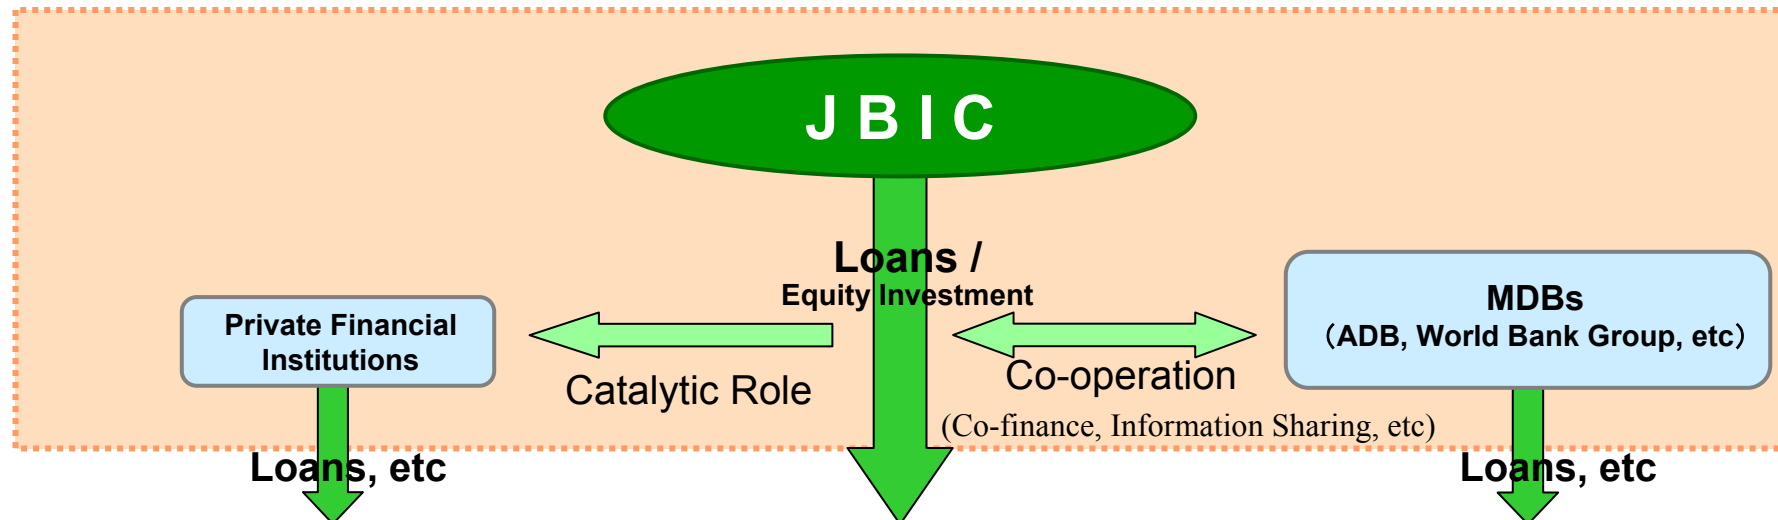 J B I C
Loans /
Equity Investment
Private Financial
Institutions
Catalytic Role
Co-operation
(Co-finance, Information Sharing, etc)
MDBs
（ADB, World Bank Group, etc）
Loans, etc
Loans, etc